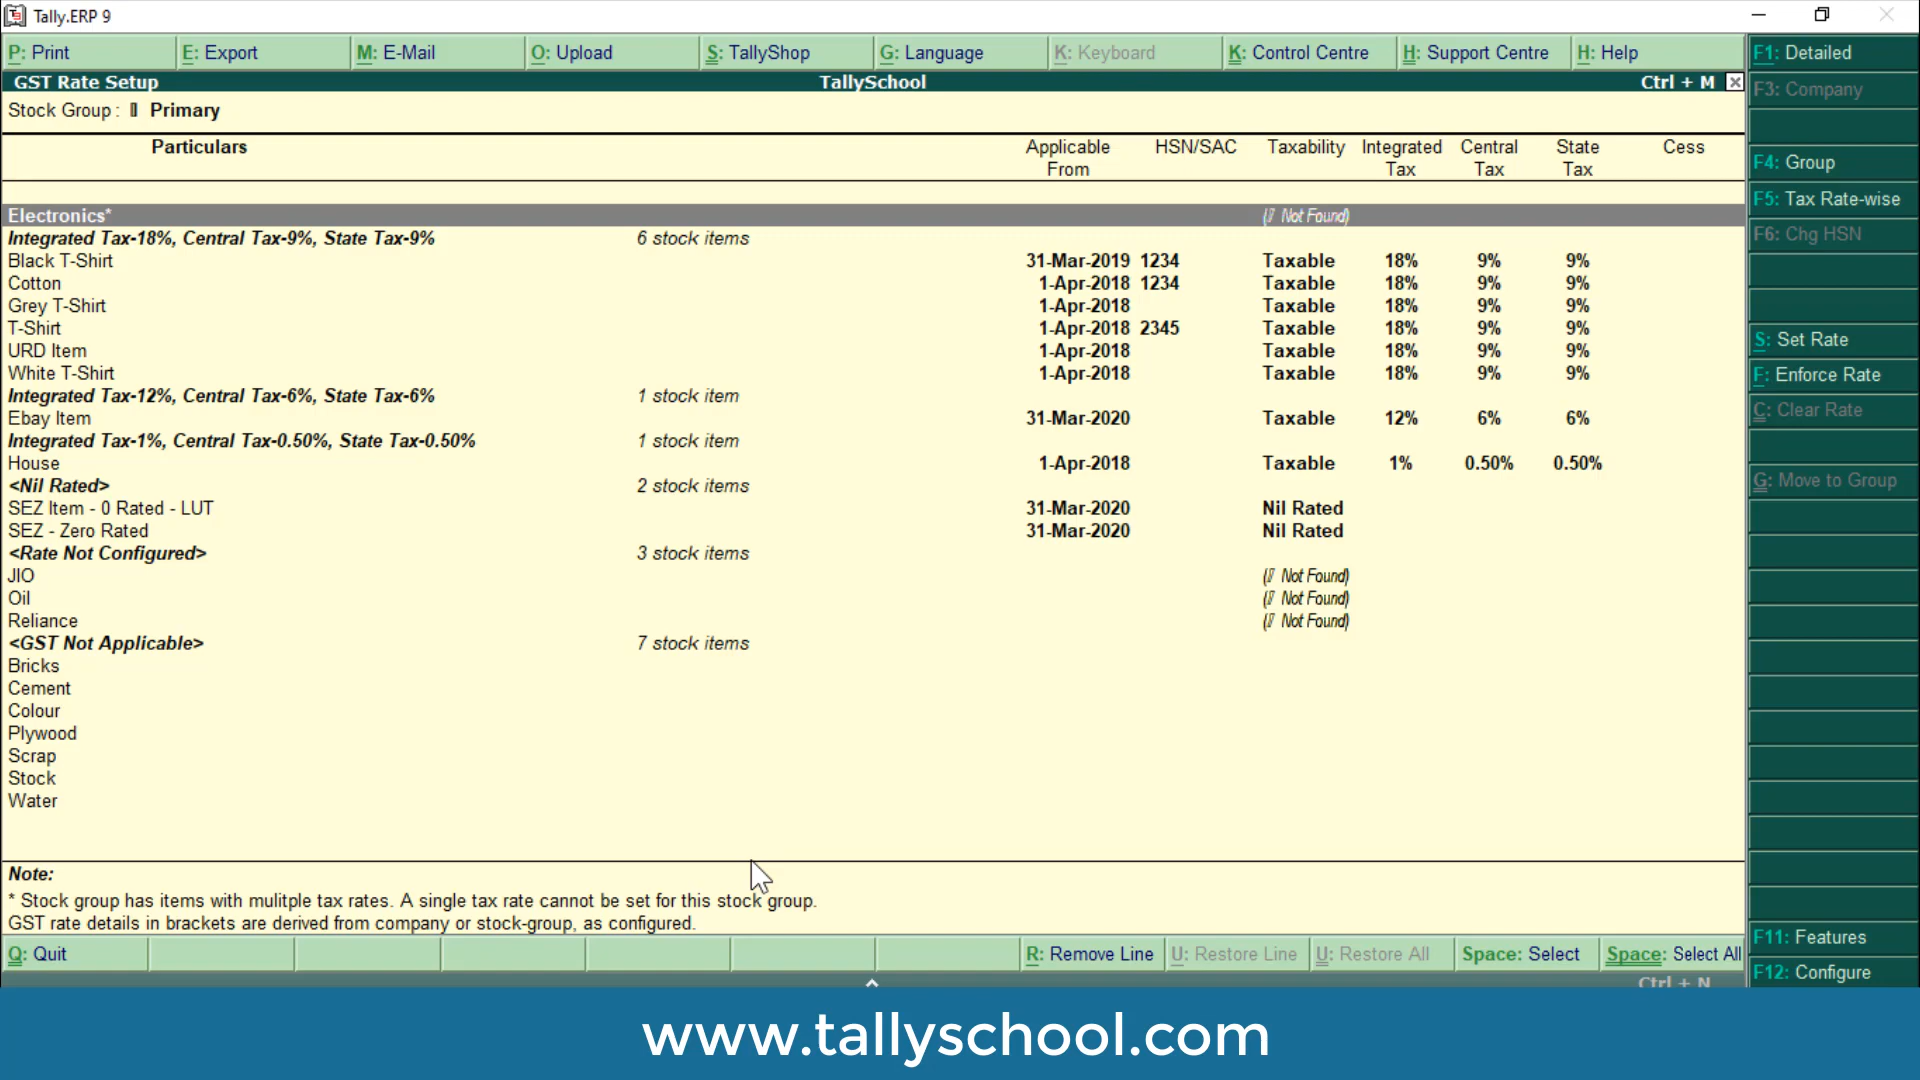 Tally.ERP 9
P: Print E: Export M: E-Mail O: Upload S: TallyShop G: Language K: Keyboard K: Control Centre H: Support Centre H: Help
GST Rate Setup TallySchool Ctrl + M
Stock Group : Primary
Particulars Applicable From HSN/SAC Taxability Integrated Tax Central Tax State Tax Cess
Electronics* ( Not Found)
Integrated Tax-18%, Central Tax-9%, State Tax-9% 6 stock items
Black T-Shirt 31-Mar-2019 1234 Taxable 18% 9% 9%
Cotton 1-Apr-2018 1234 Taxable 18% 9% 9%
Grey T-Shirt 1-Apr-2018 Taxable 18% 9% 9%
T-Shirt 1-Apr-2018 2345 Taxable 18% 9% 9%
URD Item 1-Apr-2018 Taxable 18% 9% 9%
White T-Shirt 1-Apr-2018 Taxable 18% 9% 9%
Integrated Tax-12%, Central Tax-6%, State Tax-6% 1 stock item
Ebay Item 31-Mar-2020 Taxable 12% 6% 6%
Integrated Tax-1%, Central Tax-0.50%, State Tax-0.50% 1 stock item
House 1-Apr-2018 Taxable 1% 0.50% 0.50%
<Nil Rated> 2 stock items
SEZ Item - 0 Rated - LUT 31-Mar-2020 Nil Rated
SEZ - Zero Rated 31-Mar-2020 Nil Rated
<Rate Not Configured> 3 stock items
JIO ( Not Found)
Oil ( Not Found)
Reliance ( Not Found)
<GST Not Applicable> 7 stock items
Bricks
Cement
Colour
Plywood
Scrap
Stock
Water
Note:
* Stock group has items with mulitple tax rates. A single tax rate cannot be set for this stock group.
GST rate details in brackets are derived from company or stock-group, as configured.
Q: Quit R: Remove Line U: Restore Line U: Restore All Space: Select Space: Select All
Ctrl + N
F1: Detailed
F3: Company
F4: Group
F5: Tax Rate-wise
F6: Chg HSN
S: Set Rate
F: Enforce Rate
C: Clear Rate
G: Move to Group
F11: Features
F12: Configure
www.tallyschool.com